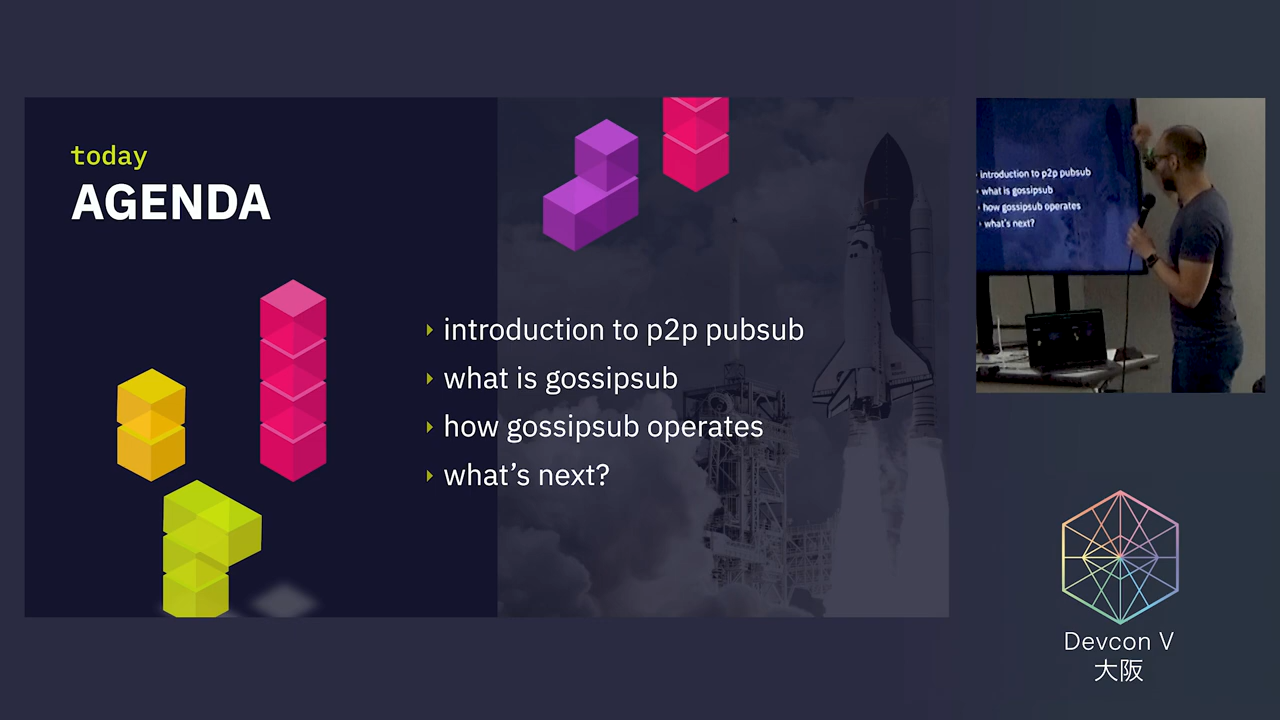 today
AGENDA
introduction to p2p pubsub
what is gossipsub
how gossipsub operates
what's next?
introduction to p2p pubsub
what is gossipsub
how gossipsub operates
what's next?
Devcon V
大阪